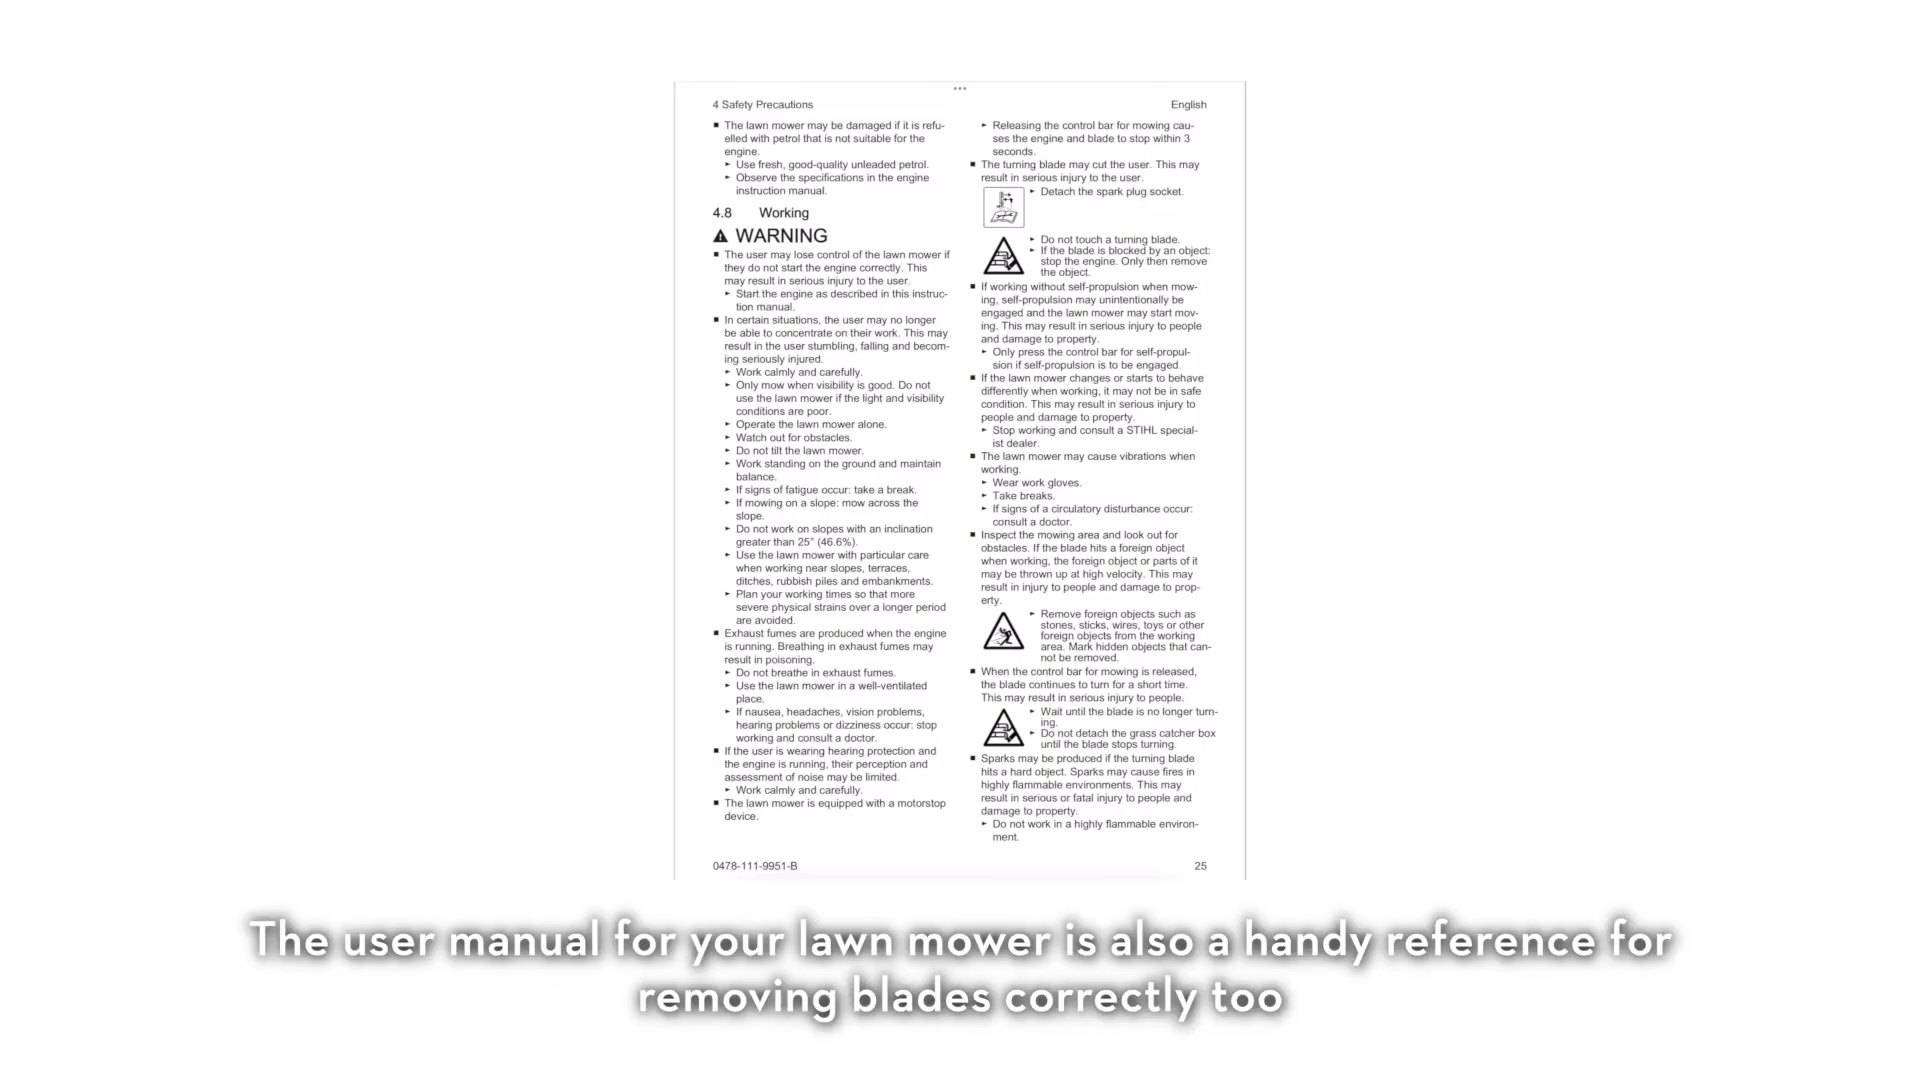 4 Safety Precautions
English
■ The lawn mower may be damaged if it is refu-
elled with petrol that is not suitable for the
engine.
► Use fresh, good-quality unleaded petrol.
► Observe the specifications in the engine
instruction manual.
4.8 Working
WARNING
■ The user may lose control of the lawn mower if
they do not start the engine correctly. This
may result in serious injury to the user.
► Start the engine as described in this instruc-
tion manual.
■ In certain situations, the user may no longer
be able to concentrate on their work. This may
result in the user stumbling, falling and becom-
ing seriously injured.
► Work calmly and carefully.
► Only mow when visibility is good. Do not
use the lawn mower if the light and visibility
conditions are poor.
► Operate the lawn mower alone.
► Watch out for obstacles.
► Do not tilt the lawn mower.
► Work standing on the ground and maintain
balance.
► If signs of fatigue occur: take a break.
► If mowing on a slope: mow across the
slope.
► Do not work on slopes with an inclination
greater than 25° (46.6%).
► Use the lawn mower with particular care
when working near slopes, terraces,
ditches, rubbish piles and embankments.
► Plan your working times so that more
severe physical strains over a longer period
are avoided.
■ Exhaust fumes are produced when the engine
is running. Breathing in exhaust fumes may
result in poisoning.
► Do not breathe in exhaust fumes.
► Use the lawn mower in a well-ventilated
place.
► If nausea, headaches, vision problems,
hearing problems or dizziness occur: stop
working and consult a doctor.
■ If the user is wearing hearing protection and
the engine is running, their perception and
assessment of noise may be limited.
► Work calmly and carefully.
■ The lawn mower is equipped with a motorstop
device.
► Releasing the control bar for mowing cau-
ses the engine and blade to stop within 3
seconds.
■ The turning blade may cut the user. This may
result in serious injury to the user.
► Detach the spark plug socket.
► Do not touch a turning blade.
► If the blade is blocked by an object:
stop the engine. Only then remove
the object.
■ If working without self-propulsion when mow-
ing, self-propulsion may unintentionally be
engaged and the lawn mower may start mov-
ing. This may result in serious injury to people
and damage to property.
► Only press the control bar for self-propul-
sion if self-propulsion is to be engaged.
■ If the lawn mower changes or starts to behave
differently when working, it may not be in safe
condition. This may result in serious injury to
people and damage to property.
► Stop working and consult a STIHL special-
ist dealer.
■ The lawn mower may cause vibrations when
working.
► Wear work gloves.
► Take breaks.
► If signs of a circulatory disturbance occur:
consult a doctor.
■ Inspect the mowing area and look out for
obstacles. If the blade hits a foreign object
when working, the foreign object or parts of it
may be thrown up at high velocity. This may
result in injury to people and damage to prop-
erty.
► Remove foreign objects such as
stones, sticks, wires, toys or other
foreign objects from the working
area. Mark hidden objects that can-
not be removed.
■ When the control bar for mowing is released,
the blade continues to turn for a short time.
This may result in serious injury to people.
► Wait until the blade is no longer turn-
ing.
► Do not detach the grass catcher box
until the blade stops turning.
■ Sparks may be produced if the turning blade
hits a hard object. Sparks may cause fires in
highly flammable environments. This may
result in serious or fatal injury to people and
damage to property.
► Do not work in a highly flammable environ-
ment.
0478-111-9951-B
25
The user manual for your lawn mower is also a handy reference for
removing blades correctly too